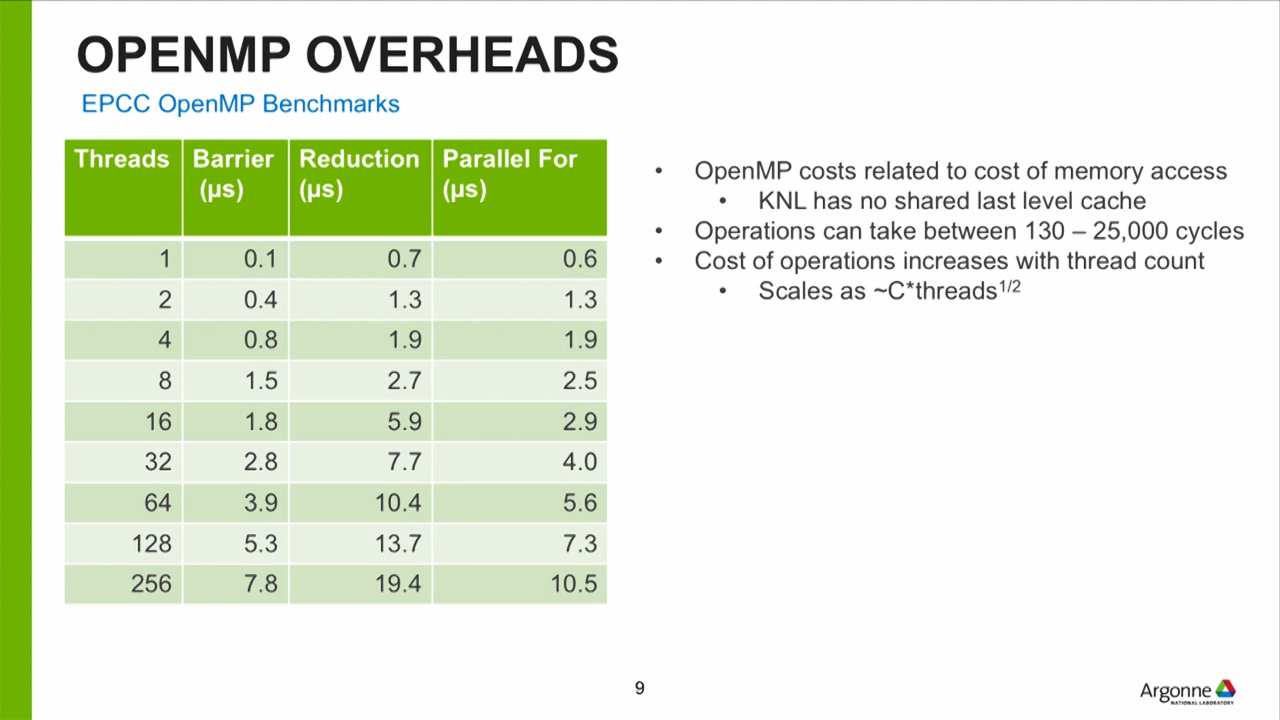 OPENMP OVERHEADS
EPCC OpenMP Benchmarks
Threads Barrier (µs) Reduction (µs) Parallel For (µs)
1 0.1 0.7 0.6
2 0.4 1.3 1.3
4 0.8 1.9 1.9
8 1.5 2.7 2.5
16 1.8 5.9 2.9
32 2.8 7.7 4.0
64 3.9 10.4 5.6
128 5.3 13.7 7.3
256 7.8 19.4 10.5
• OpenMP costs related to cost of memory access
• KNL has no shared last level cache
• Operations can take between 130 – 25,000 cycles
• Cost of operations increases with thread count
• Scales as ~C*threads^1/2
9
Argonne
NATIONAL LABORATORY